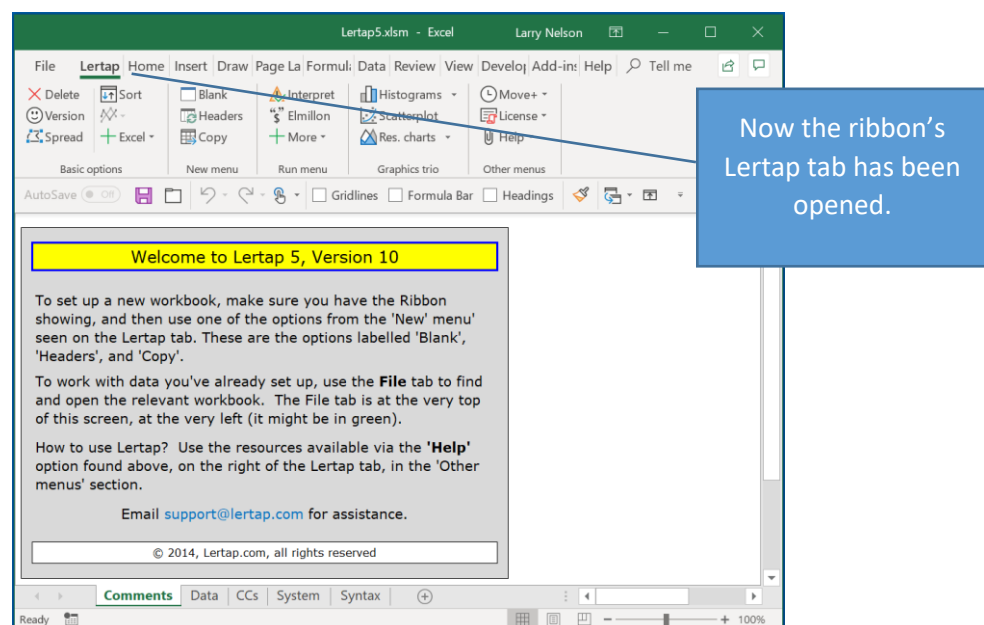 Lertap5.xlsm - Excel Larry Nelson
File Lertap Home Insert Draw Page La Formula Data Review View Develop Add-ins Help Tell me
Delete Sort Blank Interpret Histograms Move+
Version Headers "s" Elmillon Scatterplot License
Spread Excel Copy More Res. charts Help
Basic options New menu Run menu Graphics trio Other menus
AutoSave Off Gridlines Formula Bar Headings
Now the ribbon's
Lertap tab has been
opened.
Welcome to Lertap 5, Version 10
To set up a new workbook, make sure you have the Ribbon
showing, and then use one of the options from the 'New' menu'
seen on the Lertap tab. These are the options labelled 'Blank',
'Headers', and 'Copy'.
To work with data you've already set up, use the File tab to find
and open the relevant workbook. The File tab is at the very top
of this screen, at the very left (it might be in green).
How to use Lertap? Use the resources available via the 'Help'
option found above, on the right of the Lertap tab, in the 'Other
menus' section.
Email support@lertap.com for assistance.
© 2014, Lertap.com, all rights reserved
Comments Data CCs System Syntax
Ready 100%